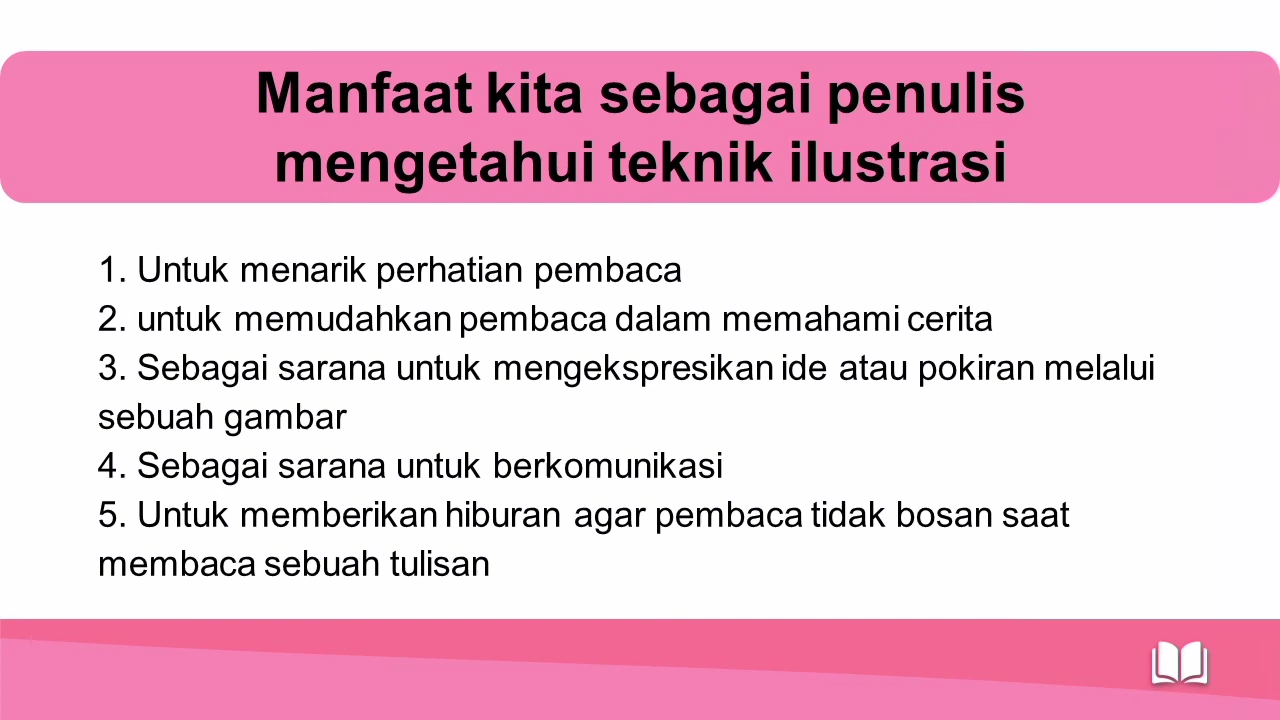 Manfaat kita sebagai penulis
mengetahui teknik ilustrasi
1. Untuk menarik perhatian pembaca
2. untuk memudahkan pembaca dalam memahami cerita
3. Sebagai sarana untuk mengekspresikan ide atau pokiran melalui
sebuah gambar
4. Sebagai sarana untuk berkomunikasi
5. Untuk memberikan hiburan agar pembaca tidak bosan saat
membaca sebuah tulisan